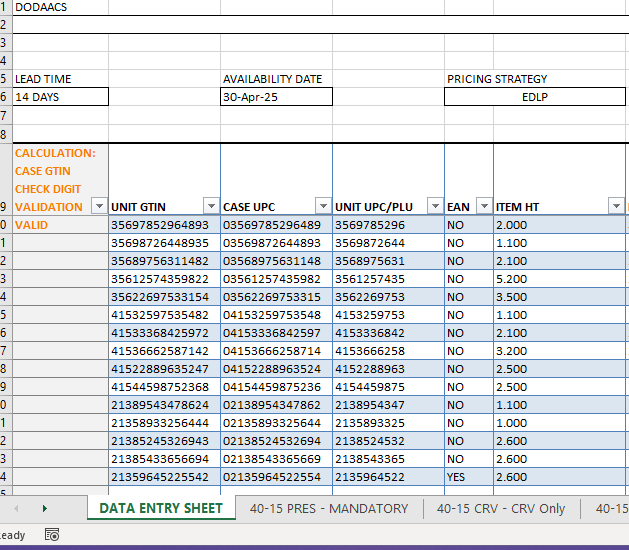 1 DODAACS
2
3
4
5 LEAD TIME AVAILABILITY DATE PRICING STRATEGY
6 14 DAYS 30-Apr-25 EDLP
7
8
CALCULATION:
CASE GTIN
CHECK DIGIT
9 VALIDATION UNIT GTIN CASE UPC UNIT UPC/PLU EAN ITEM HT
0 VALID 35697852964893 03569785296489 3569785296 NO 2.000
1 35698726448935 03569872644893 3569872644 NO 1.100
2 35689756311482 03568975631148 3568975631 NO 2.100
3 35612574359822 03561257435982 3561257435 NO 5.200
4 35622697533154 03562269753315 3562269753 NO 3.500
5 41532597535482 04153259753548 4153259753 NO 1.100
6 41533368425972 04153336842597 4153336842 NO 2.100
7 41536662587142 04153666258714 4153666258 NO 3.200
8 41522889635247 04152288963524 4152288963 NO 2.500
9 41544598752368 04154459875236 4154459875 NO 2.500
0 21389543478624 02138954347862 2138954347 NO 1.100
1 21358933256444 02135893325644 2135893325 NO 1.000
2 21385245326943 02138524532694 2138524532 NO 2.600
3 21385433656694 02138543365669 2138543365 NO 2.600
4 21359645225542 02135964522554 2135964522 YES 2.600
DATA ENTRY SHEET 40-15 PRES - MANDATORY 40-15 CRV - CRV Only 40-15
eady